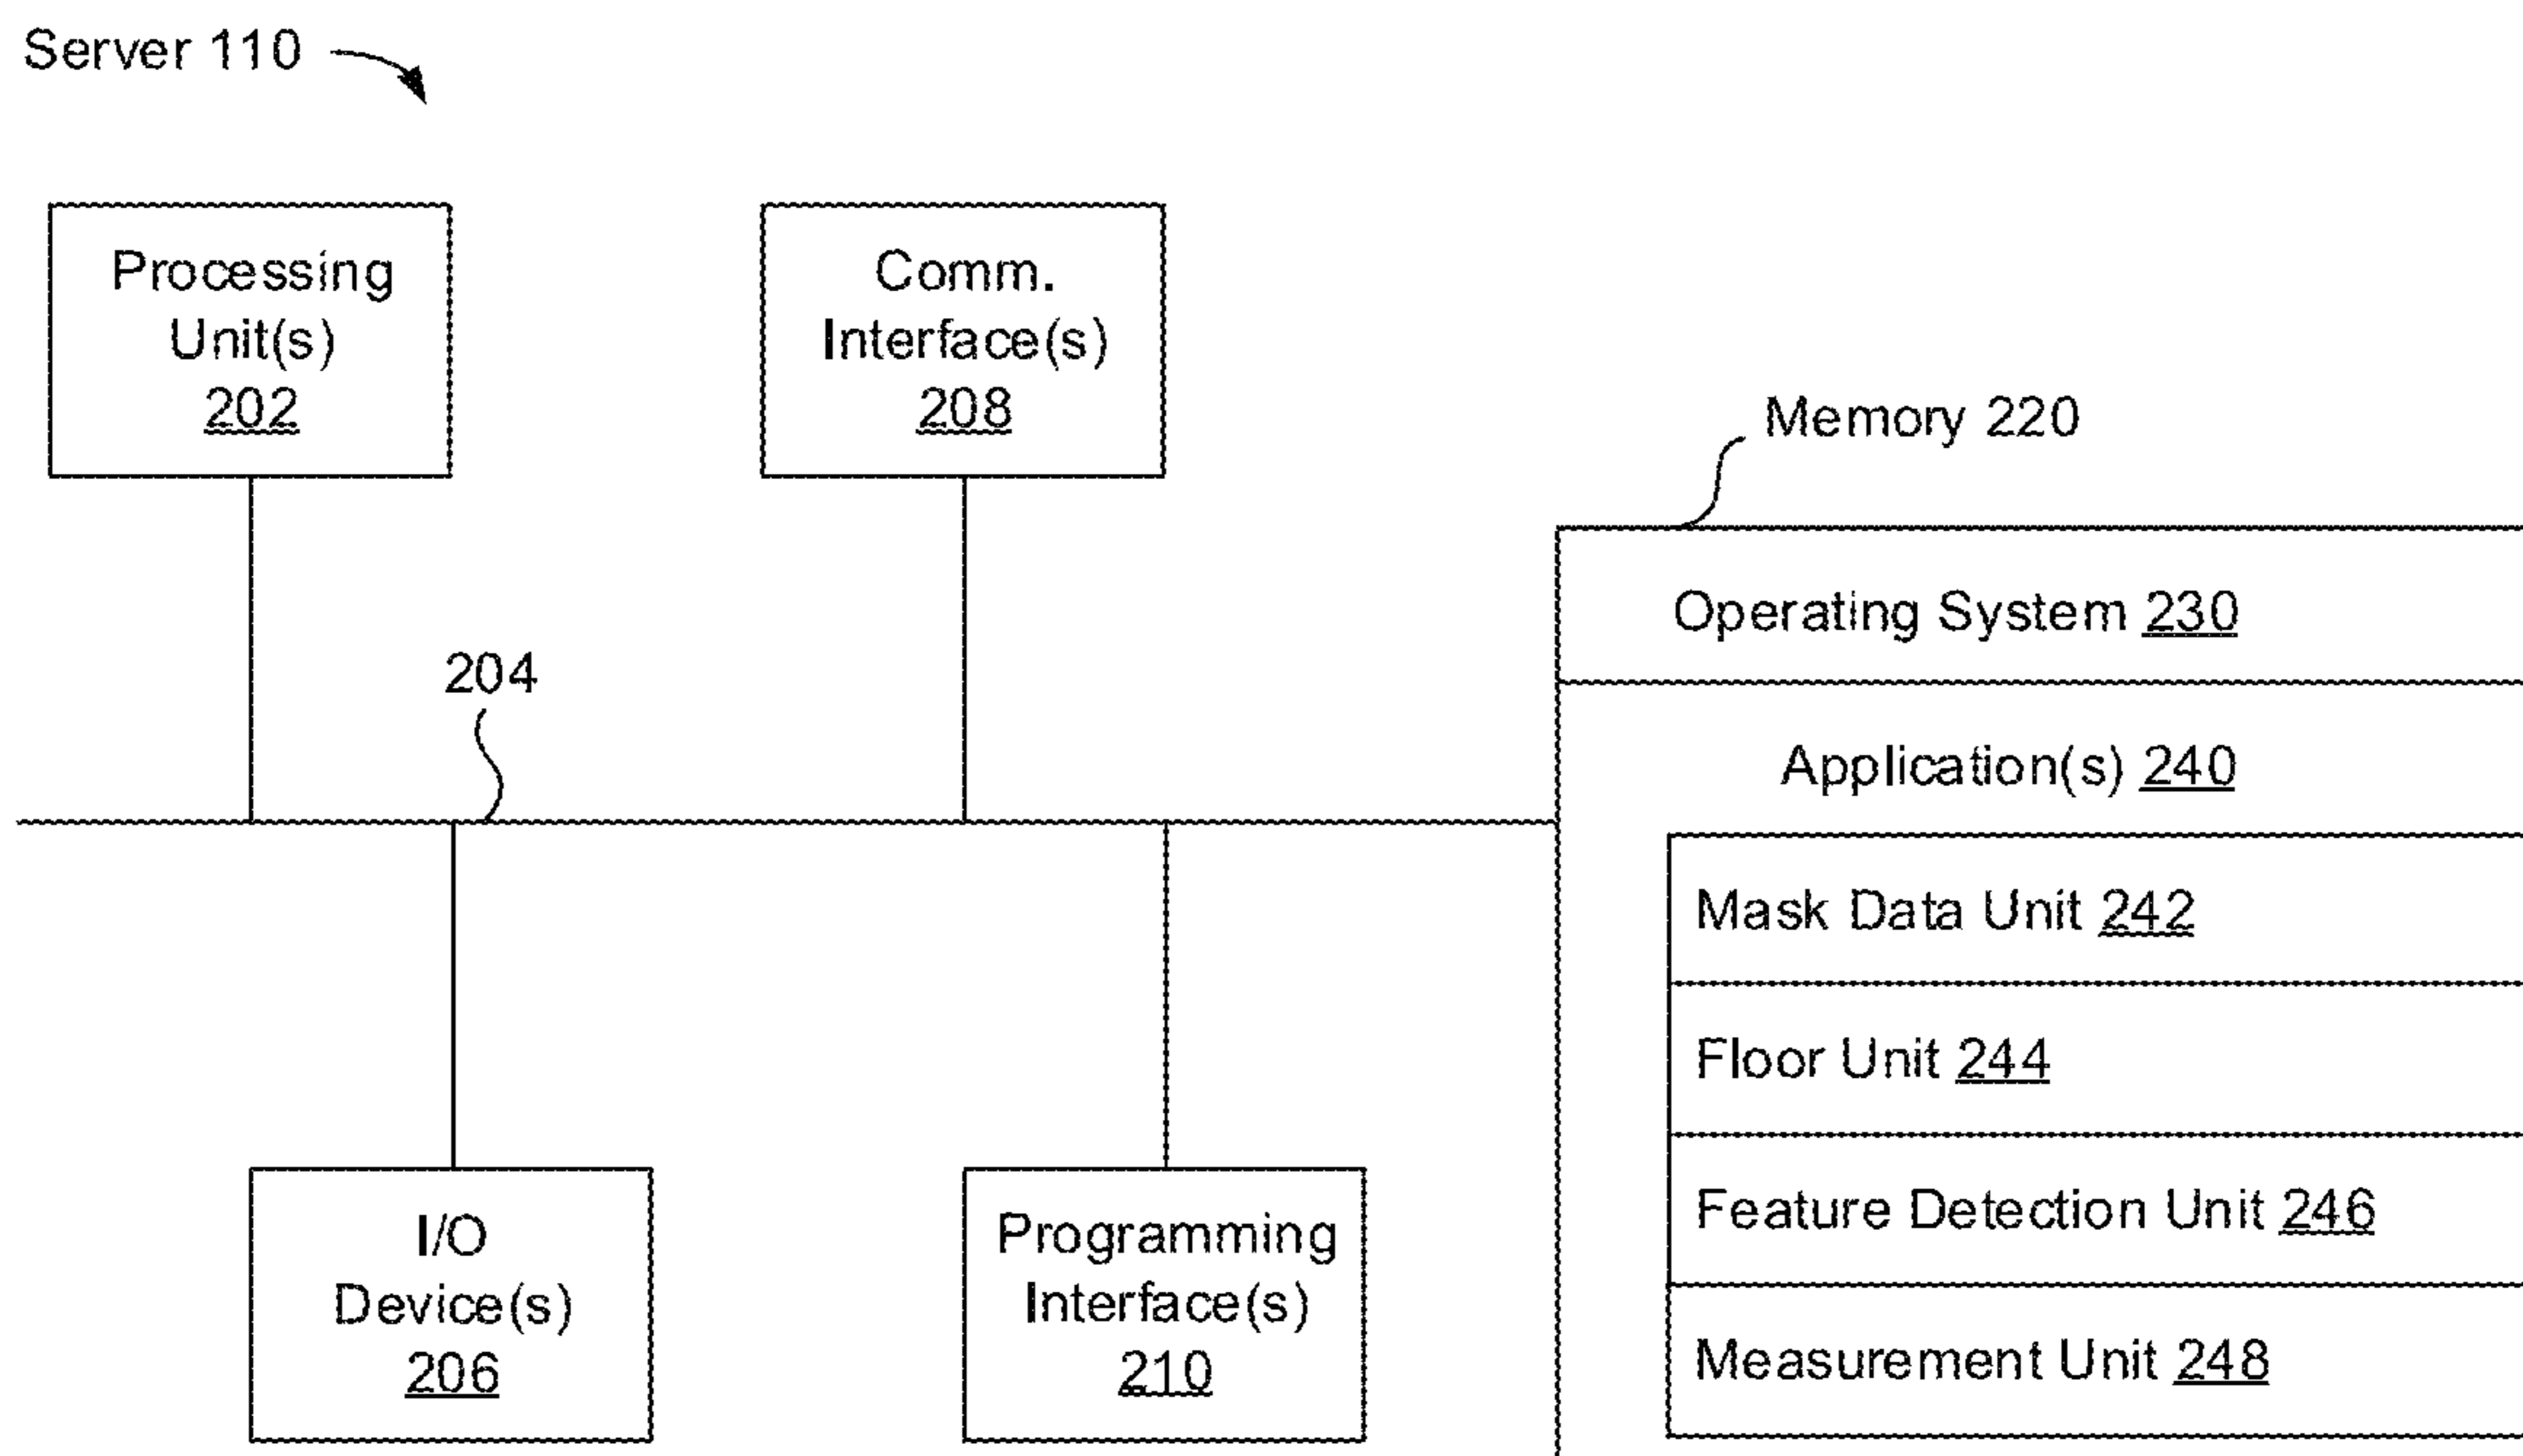 Server 110
Processing
Unit(s)
202
Comm.
Interface(s)
208
Memory 220
Operating System 230
204
Application(s) 240
Mask Data Unit 242
Floor Unit 244
Feature Detection Unit 246
Measurement Unit 248
I/O
Device(s)
206
Programming
Interface(s)
210